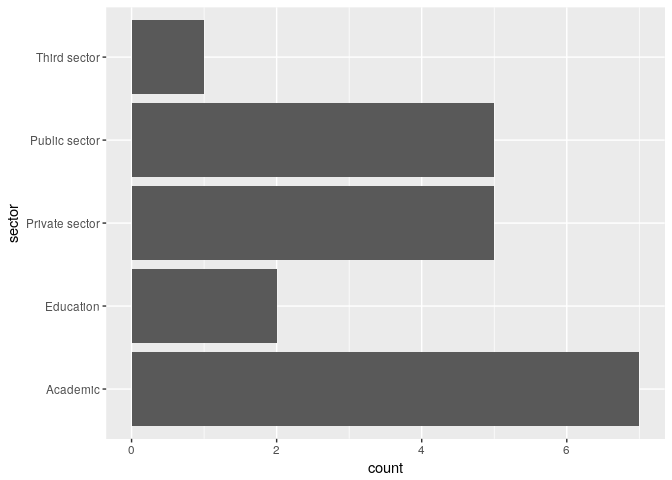 Third sector
Public sector
Private sector
Education
Academic
sector
0 2 4 6
count